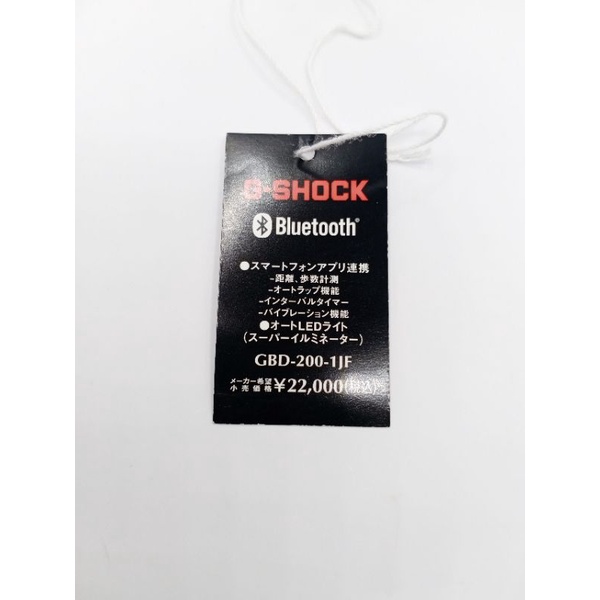 G-SHOCK
Bluetooth®
●スマートフォンアプリ連携
-距離、歩数計測
-オートラップ機能
-インターバルタイマー
-バイブレーション機能
●オートLEDライト
(スーパーイルミネーター)
GBD-200-1JF
メーカー希望
小売価格 ¥22,000(税込)